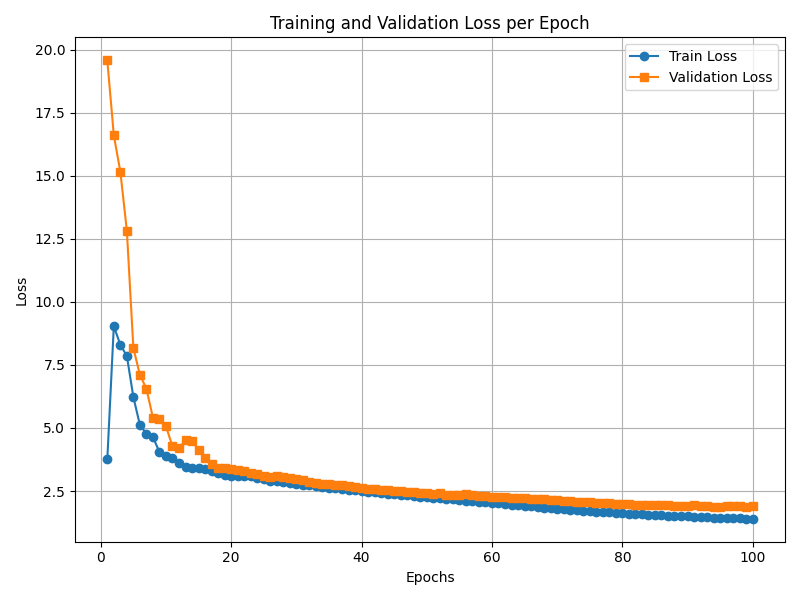 Training and Validation Loss per Epoch
Train Loss
Validation Loss
20.0
17.5
15.0
12.5
10.0
7.5
5.0
2.5
Loss
0 20 40 60 80 100
Epochs